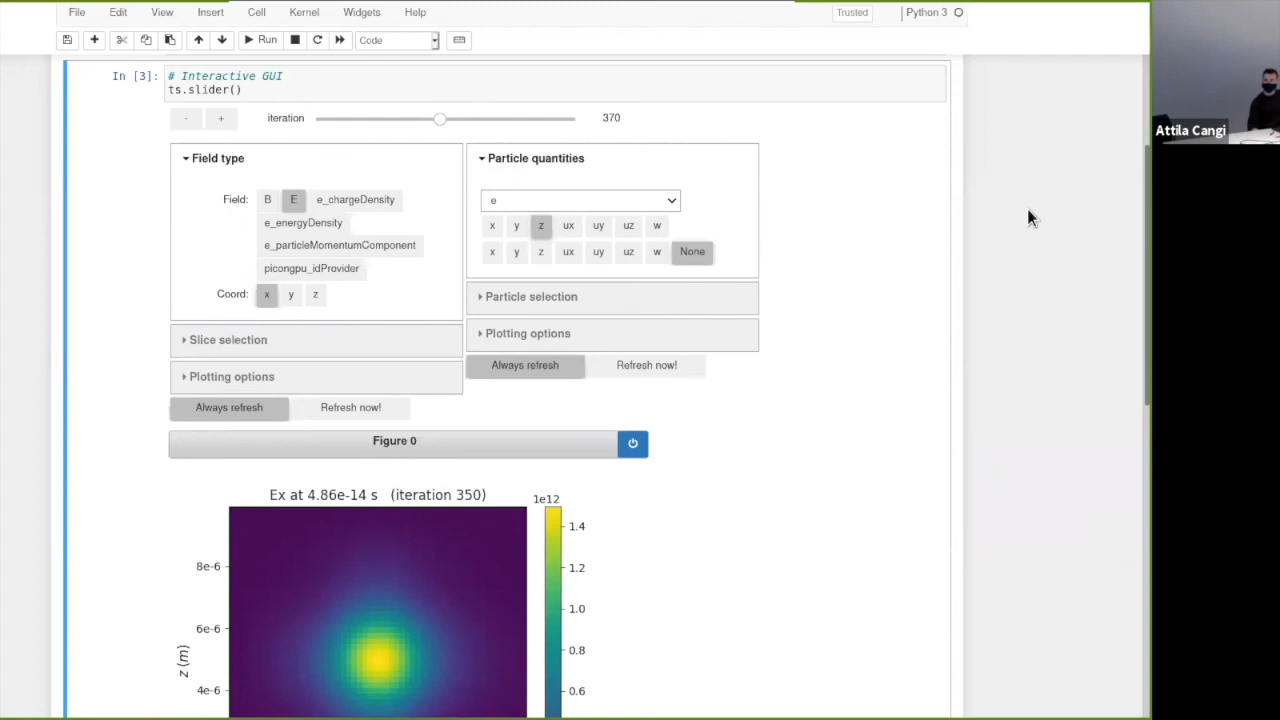 File Edit View Insert Cell Kernel Widgets Help Trusted Python 3
Run Code
In [3]: # Interactive GUI
ts.slider()
- + iteration 370
Field type
Field: B E e_chargeDensity
e_energyDensity
e_particleMomentumComponent
picongpu_idProvider
Coord: x y z
Slice selection
Plotting options
Always refresh Refresh now!
Particle quantities
e
x y z ux uy uz w
x y z ux uy uz w None
Particle selection
Plotting options
Always refresh Refresh now!
Figure 0
Ex at 4.86e-14 s (iteration 350)
1e12
8e-6
6e-6
4e-6
z (m)
1.4
1.2
1.0
0.8
0.6
Attila Cangi